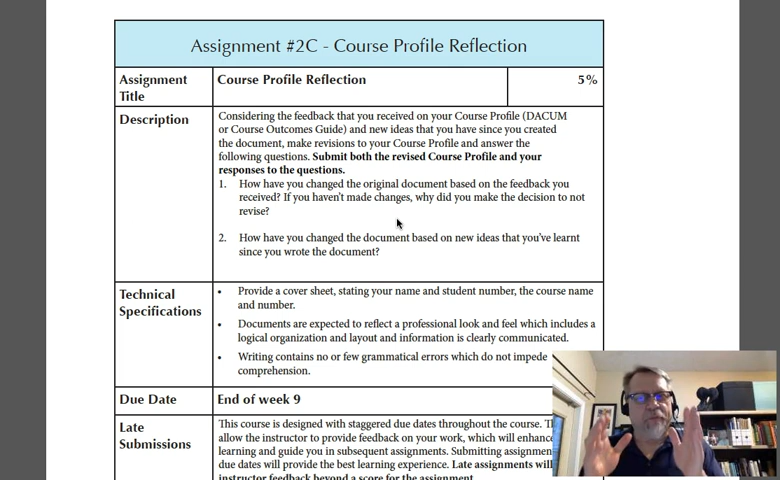 Assignment #2C - Course Profile Reflection
Assignment Title
Course Profile Reflection
5%
Description
Considering the feedback that you received on your Course Profile (DACUM
or Course Outcomes Guide) and new ideas that you have since you created
the document, make revisions to your Course Profile and answer the
following questions. Submit both the revised Course Profile and your
responses to the questions.
1. How have you changed the original document based on the feedback you
received? If you haven't made changes, why did you make the decision to not
revise?
2. How have you changed the document based on new ideas that you've learnt
since you wrote the document?
Technical
Specifications
• Provide a cover sheet, stating your name and student number, the course name
and number.
• Documents are expected to reflect a professional look and feel which includes a
logical organization and layout and information is clearly communicated.
• Writing contains no or few grammatical errors which do not impede
comprehension.
Due Date
End of week 9
Late
Submissions
This course is designed with staggered due dates throughout the course.
allow the instructor to provide feedback on your work, which will enhance
learning and guide you in subsequent assignments. Submitting assignmen
due dates will provide the best learning experience. Late assignments will
instructor feedback beyond a score for the assignment.